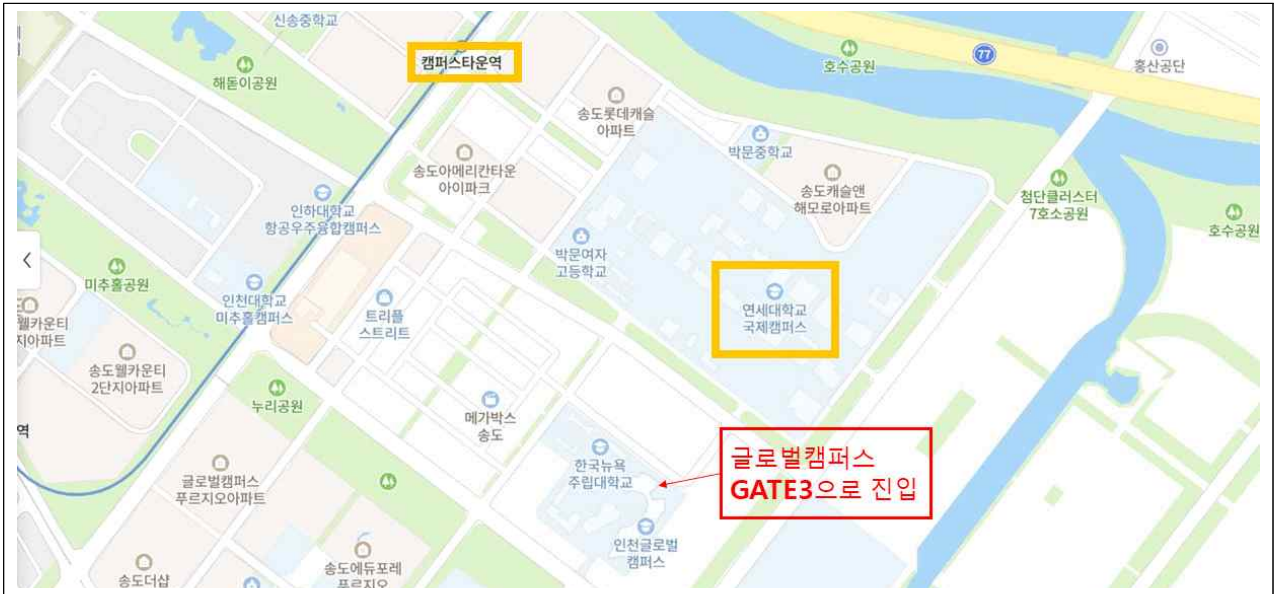 신송중학교
캠퍼스타운역
해돋이공원
호수공원
77
홍산공단
송도롯데캐슬
아파트
박문중학교
송도아메리칸타운
아이파크
송도캐슬앤
해모로아파트
첨단클러스터
7호소공원
호수공원
인하대학교
항공우주융합캠퍼스
박문여자
고등학교
미추홀공원
인천대학교
미추홀캠퍼스
트리플
스트리트
연세대학교
국제캠퍼스
웰카운티
지아파트
송도웰카운티
2단지아파트
누리공원
메가박스
송도
역
한국뉴욕
주립대학교
글로벌캠퍼스
GATE3으로 진입
글로벌캠퍼스
푸르지오아파트
인천글로벌
캠퍼스
송도에듀포레
푸르지오
송도더샵